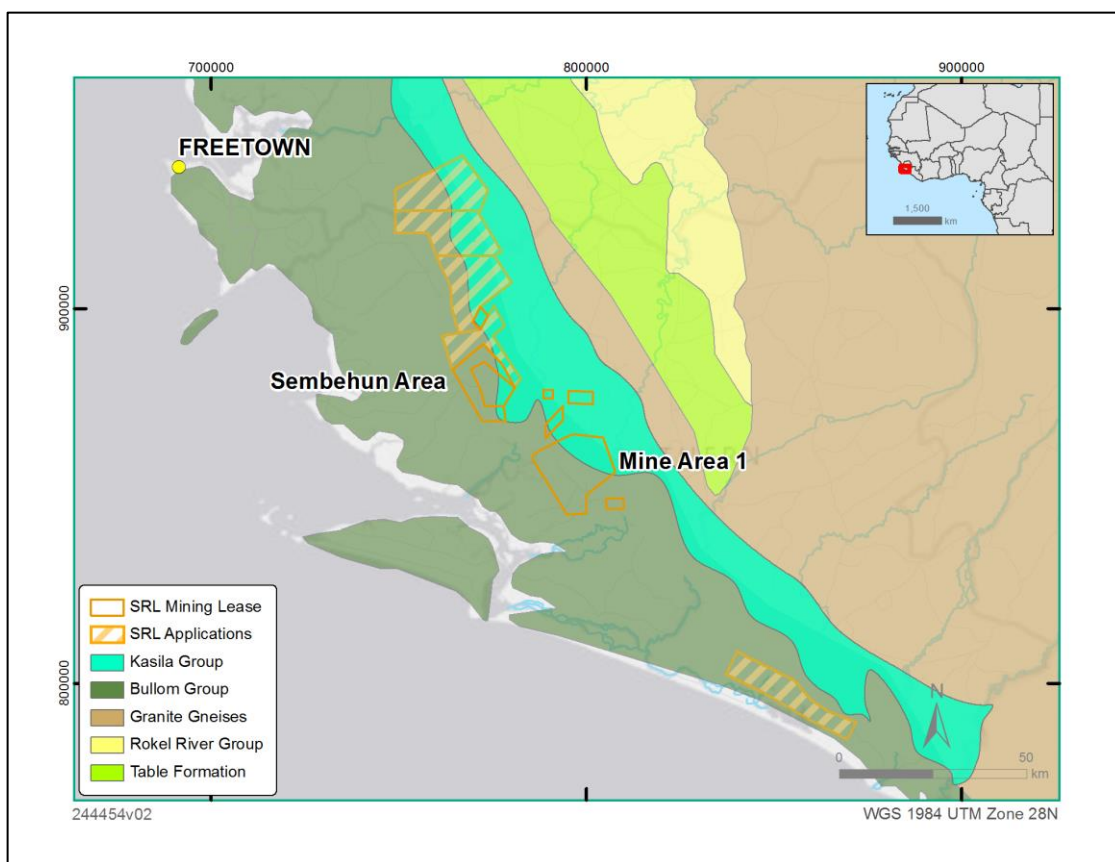 700000
800000
900000
FREETOWN
1,500
km
900000
Sembehun Area
Mine Area 1
SRL Mining Lease
SRL Applications
Kasila Group
Bullom Group
Granite Gneises
Rokel River Group
Table Formation
800000
N
0
50
km
244454v02
WGS 1984 UTM Zone 28N